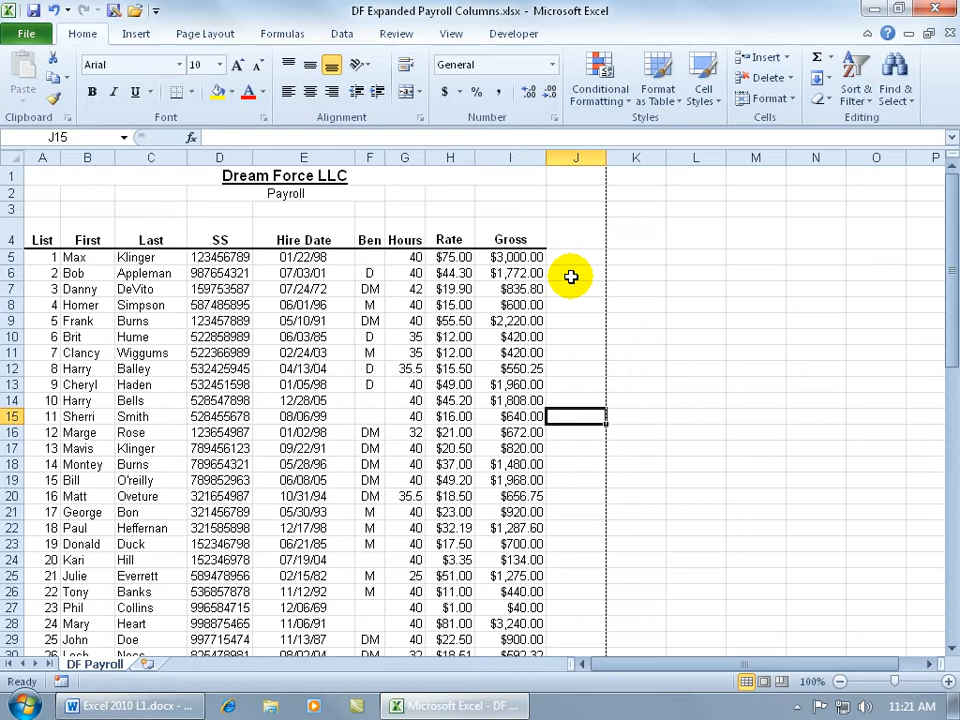 DF Expanded Payroll Columns.xlsx - Microsoft Excel
File Home Insert Page Layout Formulas Data Review View Developer
Paste Arial 10 General Conditional Formatting Format as Table Cell Styles Insert Delete Format Sort & Filter Find & Select
Clipboard Font Alignment Number Styles Cells Editing
J15 fx
A B C D E F G H I J K L M N O P
1 Dream Force LLC
2 Payroll
3
4 List First Last SS Hire Date Ben Hours Rate Gross
5 1 Max Klinger 123456789 01/22/98 40 $75.00 $3,000.00
6 2 Bob Appleman 987654321 07/03/01 D 40 $44.30 $1,772.00
7 3 Danny DeVito 159753587 07/24/72 DM 42 $19.90 $835.80
8 4 Homer Simpson 587485895 06/01/96 M 40 $15.00 $600.00
9 5 Frank Burns 123457889 05/10/91 DM 40 $55.50 $2,220.00
10 6 Brit Hume 522858989 06/03/85 D 35 $12.00 $420.00
11 7 Clancy Wiggums 522366989 02/24/03 M 35 $12.00 $420.00
12 8 Harry Balley 532425945 04/13/04 D 35.5 $15.50 $550.25
13 9 Cheryl Haden 532451598 01/05/98 D 40 $49.00 $1,960.00
14 10 Harry Bells 528547898 12/28/05 40 $45.20 $1,808.00
15 11 Sherri Smith 528455678 08/06/99 40 $16.00 $640.00
16 12 Marge Rose 123654987 01/02/98 DM 32 $21.00 $672.00
17 13 Mavis Klinger 789456123 09/22/91 DM 40 $20.50 $820.00
18 14 Montey Burns 789654321 05/28/96 DM 40 $37.00 $1,480.00
19 15 Bill O'reilly 789852963 06/08/05 DM 40 $49.20 $1,968.00
20 16 Matt Oveture 321654987 10/31/94 DM 35.5 $18.50 $656.75
21 17 George Bon 321456789 05/30/93 M 40 $23.00 $920.00
22 18 Paul Heffernan 321585898 12/17/98 M 40 $32.19 $1,287.60
23 19 Donald Duck 152346798 06/21/85 M 40 $17.50 $700.00
24 20 Kari Hill 152346978 07/19/04 40 $3.35 $134.00
25 21 Julie Everrett 589478956 02/15/82 M 25 $51.00 $1,275.00
26 22 Tony Banks 536857878 11/12/92 M 40 $11.00 $440.00
27 23 Phil Collins 996584715 12/06/69 40 $1.00 $40.00
28 24 Mary Heart 998875465 11/06/91 40 $81.00 $3,240.00
29 25 John Doe 997715474 11/13/87 DM 40 $22.50 $900.00
DF Payroll
Ready 100%
Excel 2010 L1.docx - ... Microsoft Excel - DF ... 11:21 AM